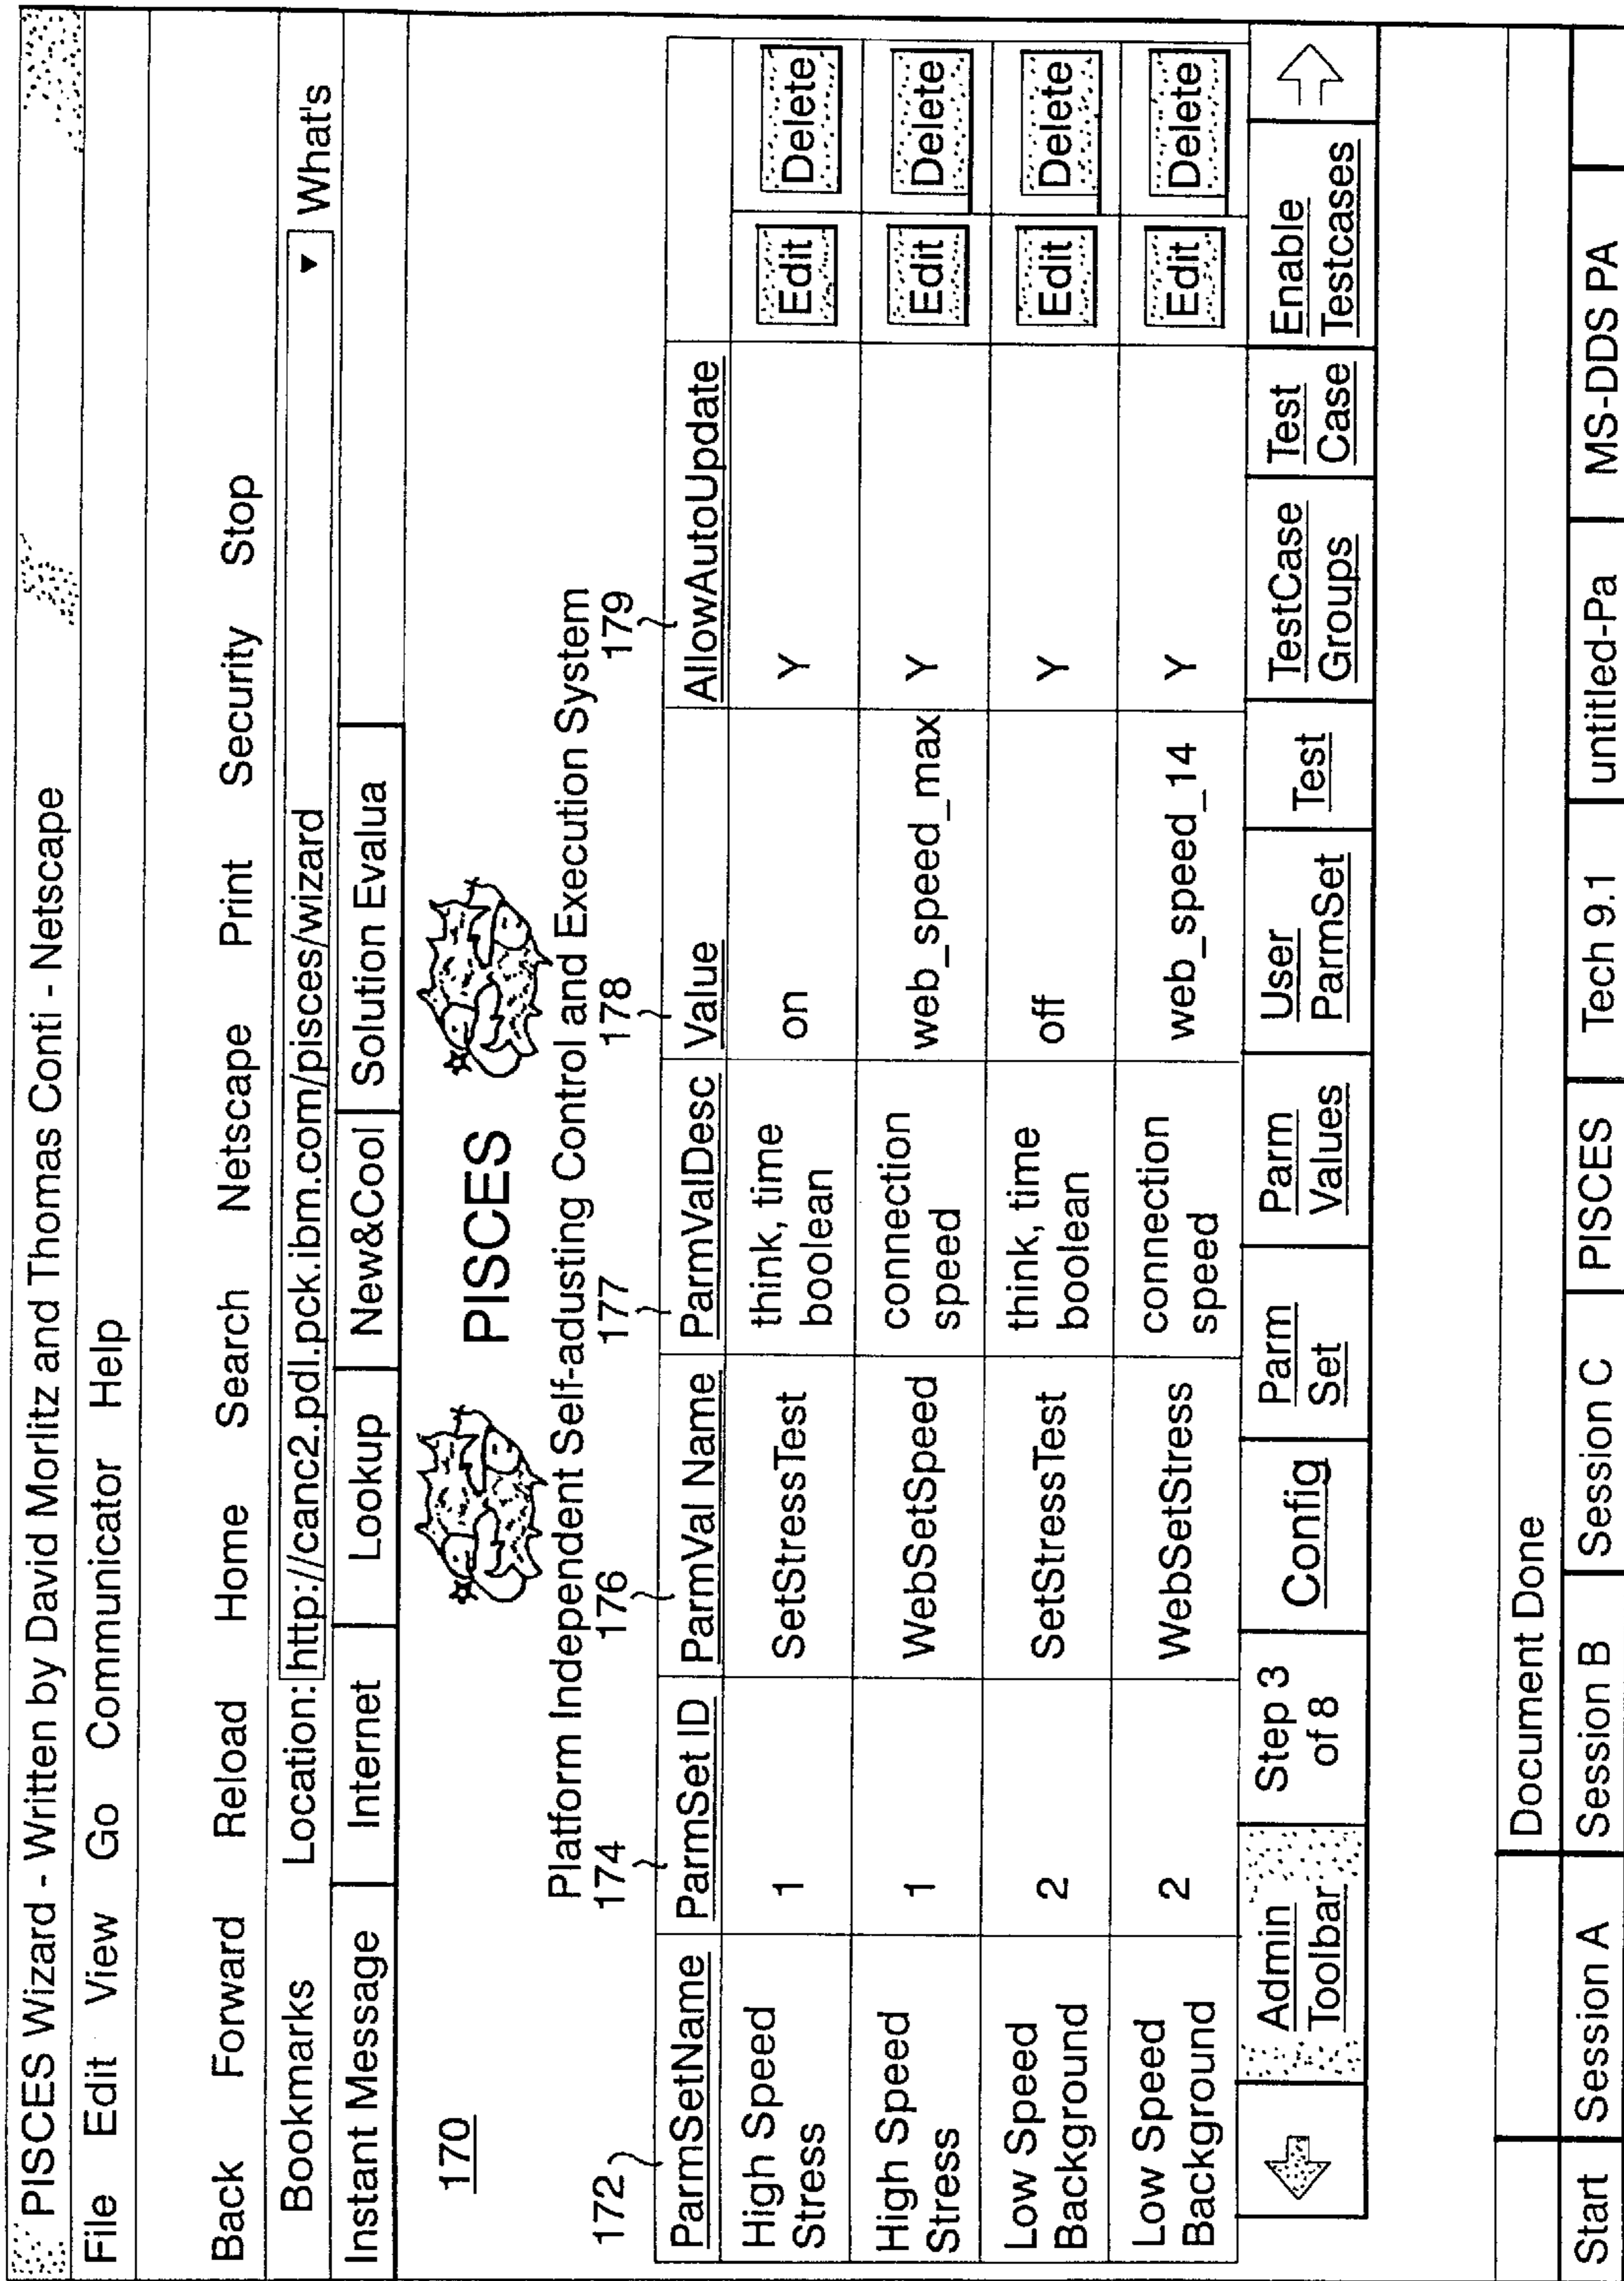 PISCES Wizard - Written by David Morlitz and Thomas Conti - Netscape
File Edit View Go Communicator Help
Back Forward Reload Home Search Netscape Print Security Stop
Bookmarks Location: http://canc2.pdl.pck.ibm.com/pisces/wizard ▼ What's
Instant Message Internet Lookup New&Cool Solution Evalua
170
PISCES
Platform Independent Self-adusting Control and Execution System
172 174 176 177 178 179
ParmSetName ParmSet ID ParmVal Name ParmValDesc Value AllowAutoUpdate
High Speed Stress 1 SetStressTest think, time boolean on Y Edit Delete
High Speed Stress 1 WebSetSpeed connection speed web_speed_max Y Edit Delete
Low Speed Background 2 SetStressTest think, time boolean off Y Edit Delete
Low Speed Background 2 WebSetStress connection speed web_speed_14 Y Edit Delete
Admin Toolbar Step 3 of 8 Config Parm Set Parm Values User ParmSet Test TestCase Groups Test Case Enable Testcases
Document Done
Start Session A Session B Session C PISCES Tech 9.1 untitled-Pa MS-DDS PA